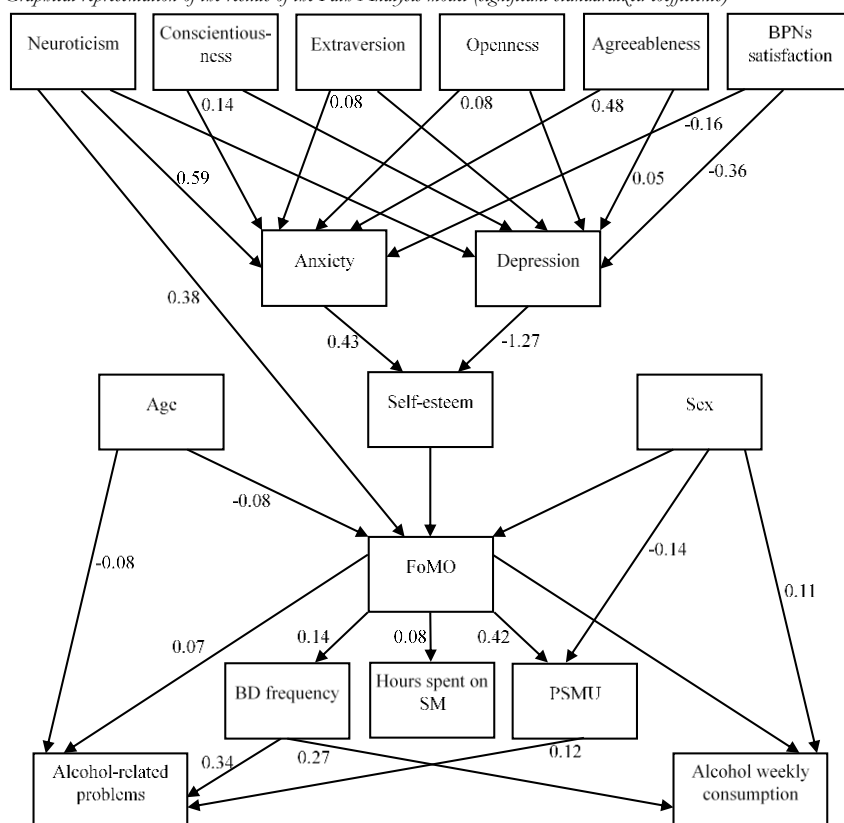 Graphical representation of the results of the Path Analysis model (significant standardized coefficients)
Neuroticism
Conscientious-
ness
Extraversion
Openness
Agreeableness
BPNs
satisfaction
0.14
0.08
0.08
0.48
-0.16
0.59
0.05
-0.36
Anxiety
Depression
0.38
0.43
-1.27
Age
Self-esteem
Sex
-0.08
-0.08
FoMO
-0.14
0.11
0.07
0.14
0.08
0.42
BD frequency
Hours spent on
SM
PSMU
0.34
0.27
0.12
Alcohol-related
problems
Alcohol weekly
consumption